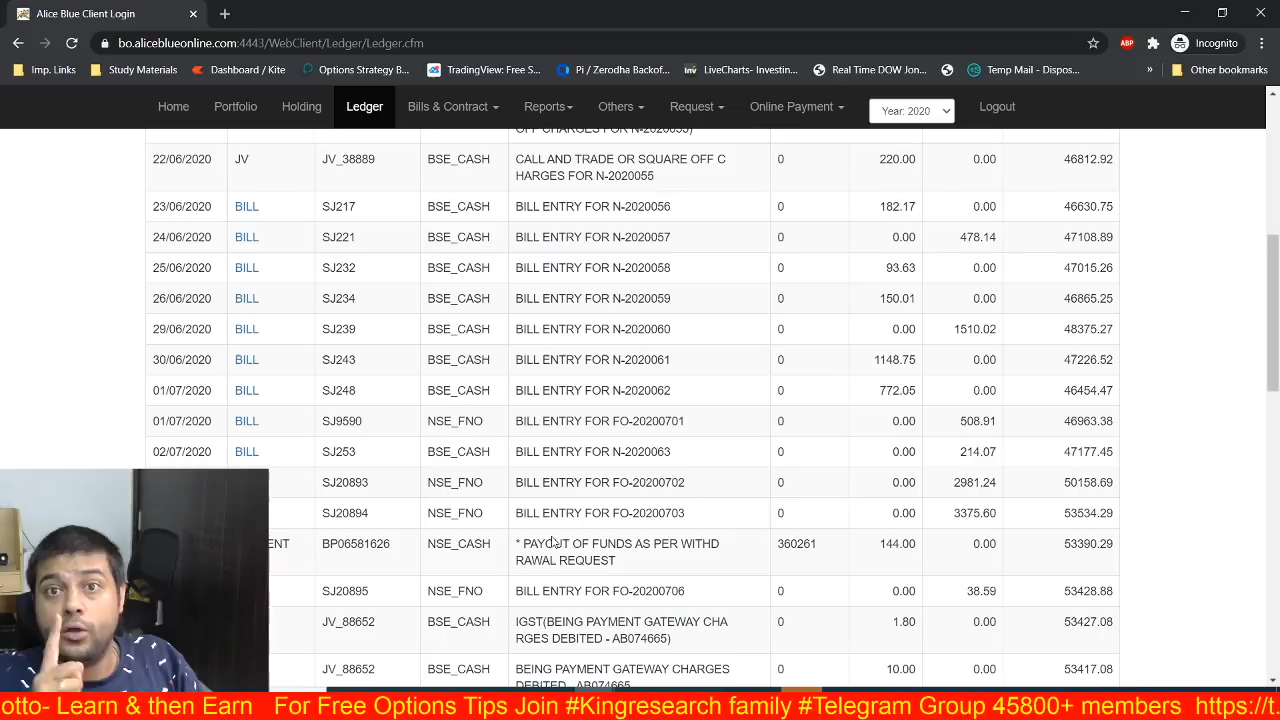 Alice Blue Client Login
bo.aliceblueonline.com:4443/WebClient/Ledger/Ledger.cfm
ABP
Incognito
Imp. Links
Study Materials
Dashboard / Kite
Options Strategy B...
TradingView: Free S...
Pi / Zerodha Backof...
Inv
LiveCharts- Investin...
Real Time DOW Jon...
Temp Mail - Dispos...
»
Other bookmarks
Home
Portfolio
Holding
Ledger
Bills & Contract
Reports
Others
Request
Online Payment
Year: 2020
Logout
OFF CHARGES FOR N-2020055)
22/06/2020 JV JV_38889 BSE_CASH CALL AND TRADE OR SQUARE OFF C 0 220.00 0.00 46812.92
HARGES FOR N-2020055
23/06/2020 BILL SJ217 BSE_CASH BILL ENTRY FOR N-2020056 0 182.17 0.00 46630.75
24/06/2020 BILL SJ221 BSE_CASH BILL ENTRY FOR N-2020057 0 0.00 478.14 47108.89
25/06/2020 BILL SJ232 BSE_CASH BILL ENTRY FOR N-2020058 0 93.63 0.00 47015.26
26/06/2020 BILL SJ234 BSE_CASH BILL ENTRY FOR N-2020059 0 150.01 0.00 46865.25
29/06/2020 BILL SJ239 BSE_CASH BILL ENTRY FOR N-2020060 0 0.00 1510.02 48375.27
30/06/2020 BILL SJ243 BSE_CASH BILL ENTRY FOR N-2020061 0 1148.75 0.00 47226.52
01/07/2020 BILL SJ248 BSE_CASH BILL ENTRY FOR N-2020062 0 772.05 0.00 46454.47
01/07/2020 BILL SJ9590 NSE_FNO BILL ENTRY FOR FO-20200701 0 0.00 508.91 46963.38
02/07/2020 BILL SJ253 BSE_CASH BILL ENTRY FOR N-2020063 0 0.00 214.07 47177.45
SJ20893 NSE_FNO BILL ENTRY FOR FO-20200702 0 0.00 2981.24 50158.69
SJ20894 NSE_FNO BILL ENTRY FOR FO-20200703 0 0.00 3375.60 53534.29
ENT BP06581626 NSE_CASH * PAYOUT OF FUNDS AS PER WITHD 360261 144.00 0.00 53390.29
RAWAL REQUEST
SJ20895 NSE_FNO BILL ENTRY FOR FO-20200706 0 0.00 38.59 53428.88
JV_88652 BSE_CASH IGST(BEING PAYMENT GATEWAY CHA 0 1.80 0.00 53427.08
RGES DEBITED - AB074665)
JV_88652 BSE_CASH BEING PAYMENT GATEWAY CHARGES 0 10.00 0.00 53417.08
DEBITED - AB074665
otto- Learn & then Earn For Free Options Tips Join #Kingresearch family #Telegram Group 45800+ members https://t.